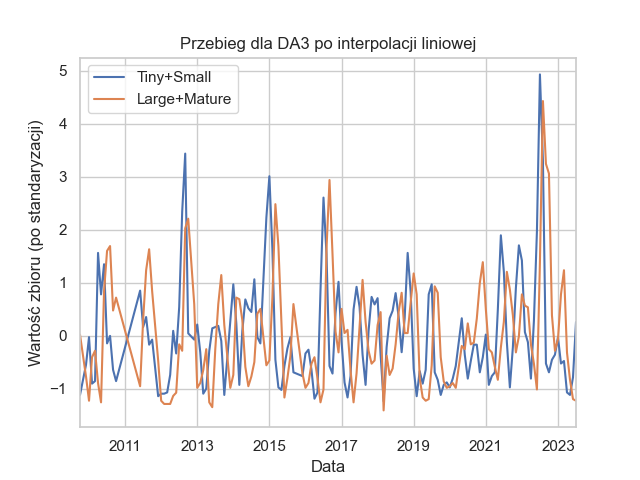 Przebieg dla DA3 po interpolacji liniowej
Tiny+Small
Large+Mature
Wartość zbioru (po standaryzacji)
5
4
3
2
1
0
−1
2011
2013
2015
2017
2019
2021
2023
Data